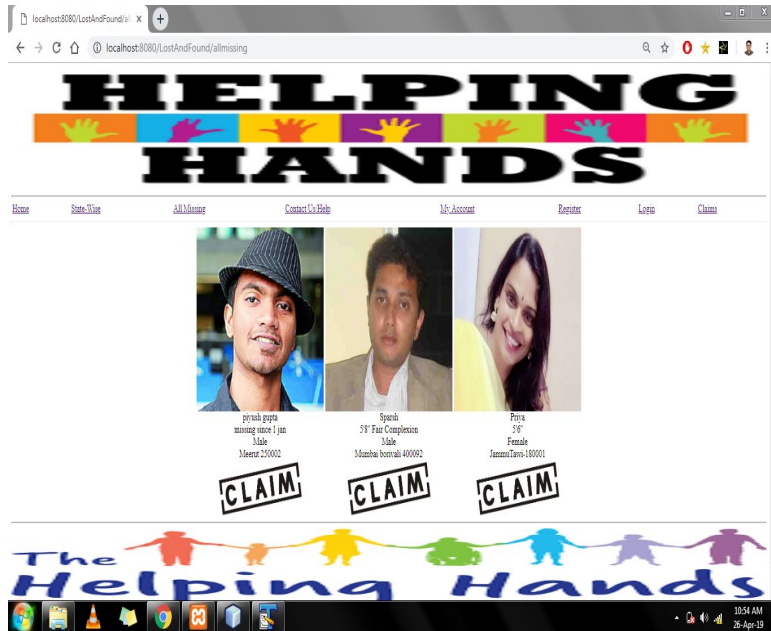 localhost:8080/LostAndFound/all
localhost:8080/LostAndFound/allmissing
HELPING
HANDS
Home State-Wise All Missing Contact Us/Help My Account Register Login Claims
piyush gupta Sparsh Priya
missing since 1 jan 5'8" Fair Complexion 5'6"
Male Male Female
Meerut 250002 Mumbai borivali 400092 JammuTawi-180001
CLAIM CLAIM CLAIM
The
Helping Hands
10:54 AM
26-Apr-19